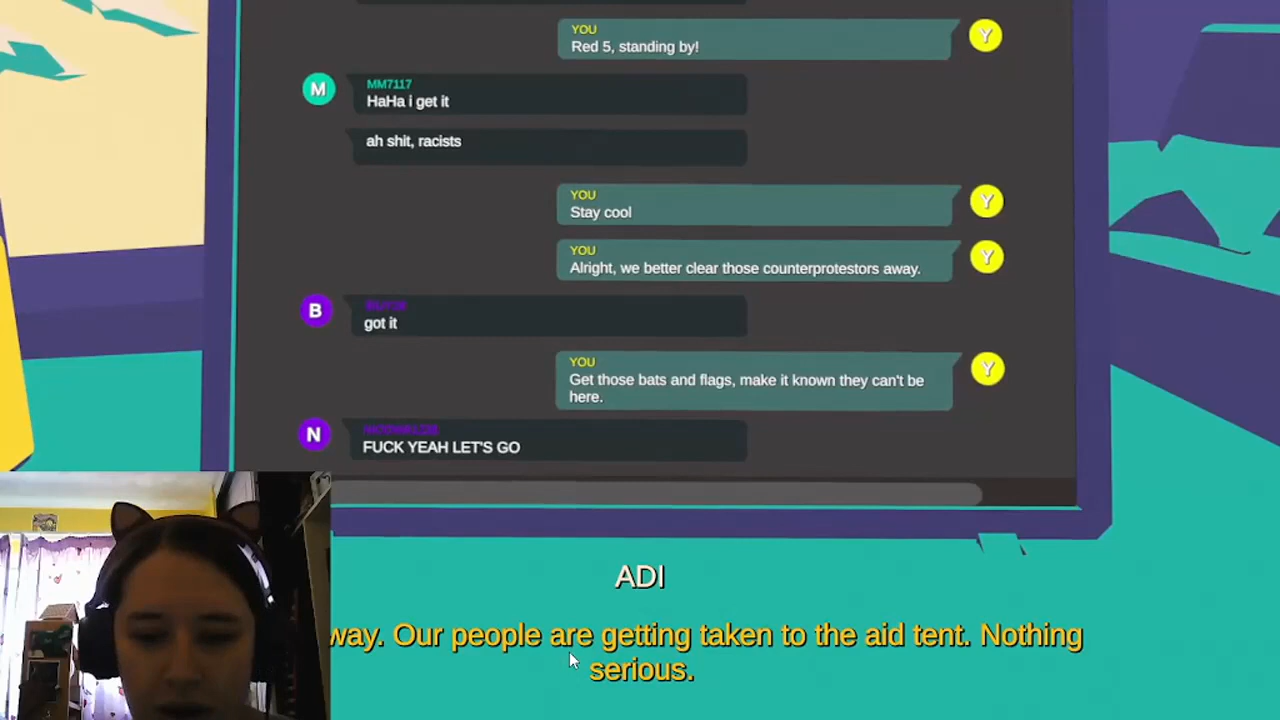 YOU
Red 5, standing by!
Y
M
MM7117
HaHa i get it
ah shit, racists
YOU
Stay cool
Y
YOU
Alright, we better clear those counterprotestors away.
Y
B
got it
YOU
Get those bats and flags, make it known they can't be
here.
Y
N
FUCK YEAH LET'S GO
ADI
way. Our people are getting taken to the aid tent. Nothing
serious.